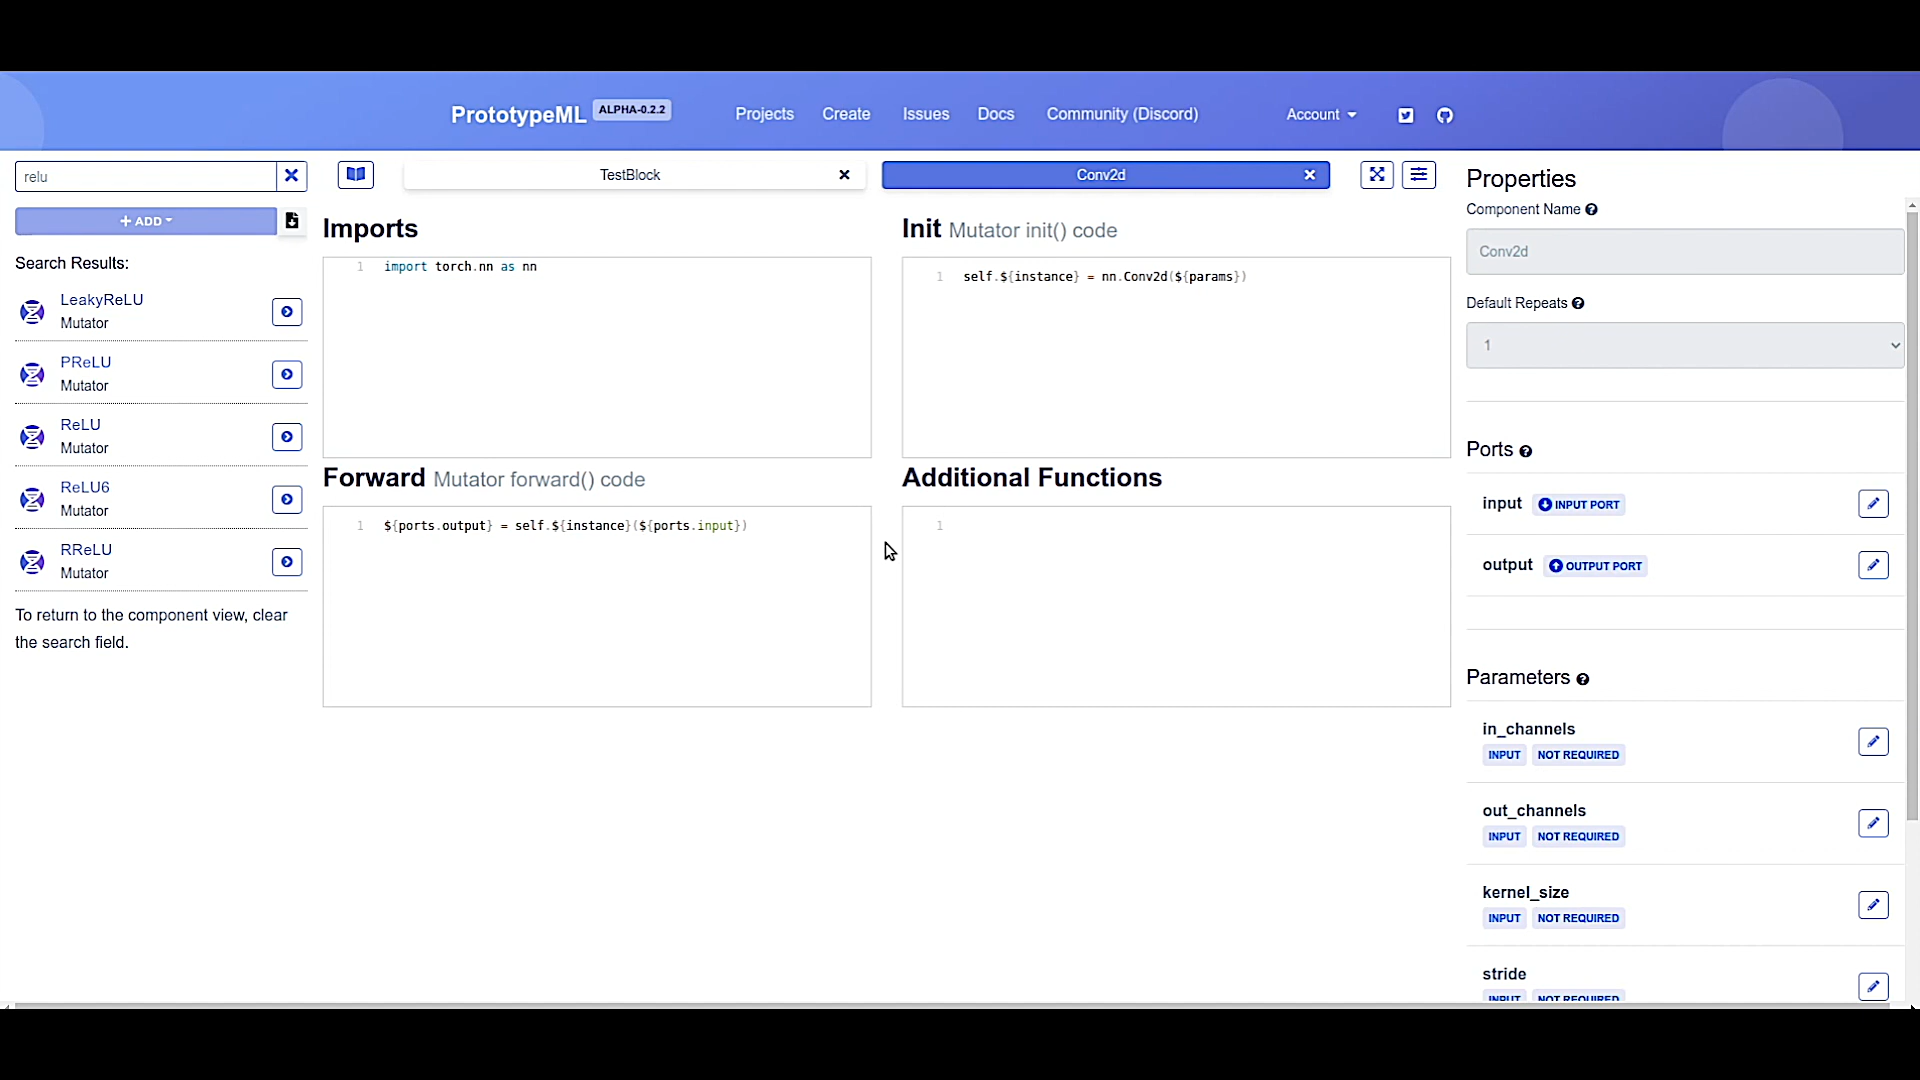 PrototypeML ALPHA-0.2.2 Projects Create Issues Docs Community (Discord) Account
relu
TestBlock
Conv2d
+ ADD
Search Results:
LeakyReLU
Mutator
PReLU
Mutator
ReLU
Mutator
ReLU6
Mutator
RReLU
Mutator
To return to the component view, clear
the search field.
Imports
1 import torch.nn as nn
Init Mutator init() code
1 self.${instance} = nn.Conv2d(${params})
Forward Mutator forward() code
1 ${ports.output} = self.${instance}(${ports.input})
Additional Functions
1
Properties
Component Name
Conv2d
Default Repeats
1
Ports
input INPUT PORT
output OUTPUT PORT
Parameters
in_channels
INPUT NOT REQUIRED
out_channels
INPUT NOT REQUIRED
kernel_size
INPUT NOT REQUIRED
stride
INPUT NOT REQUIRED